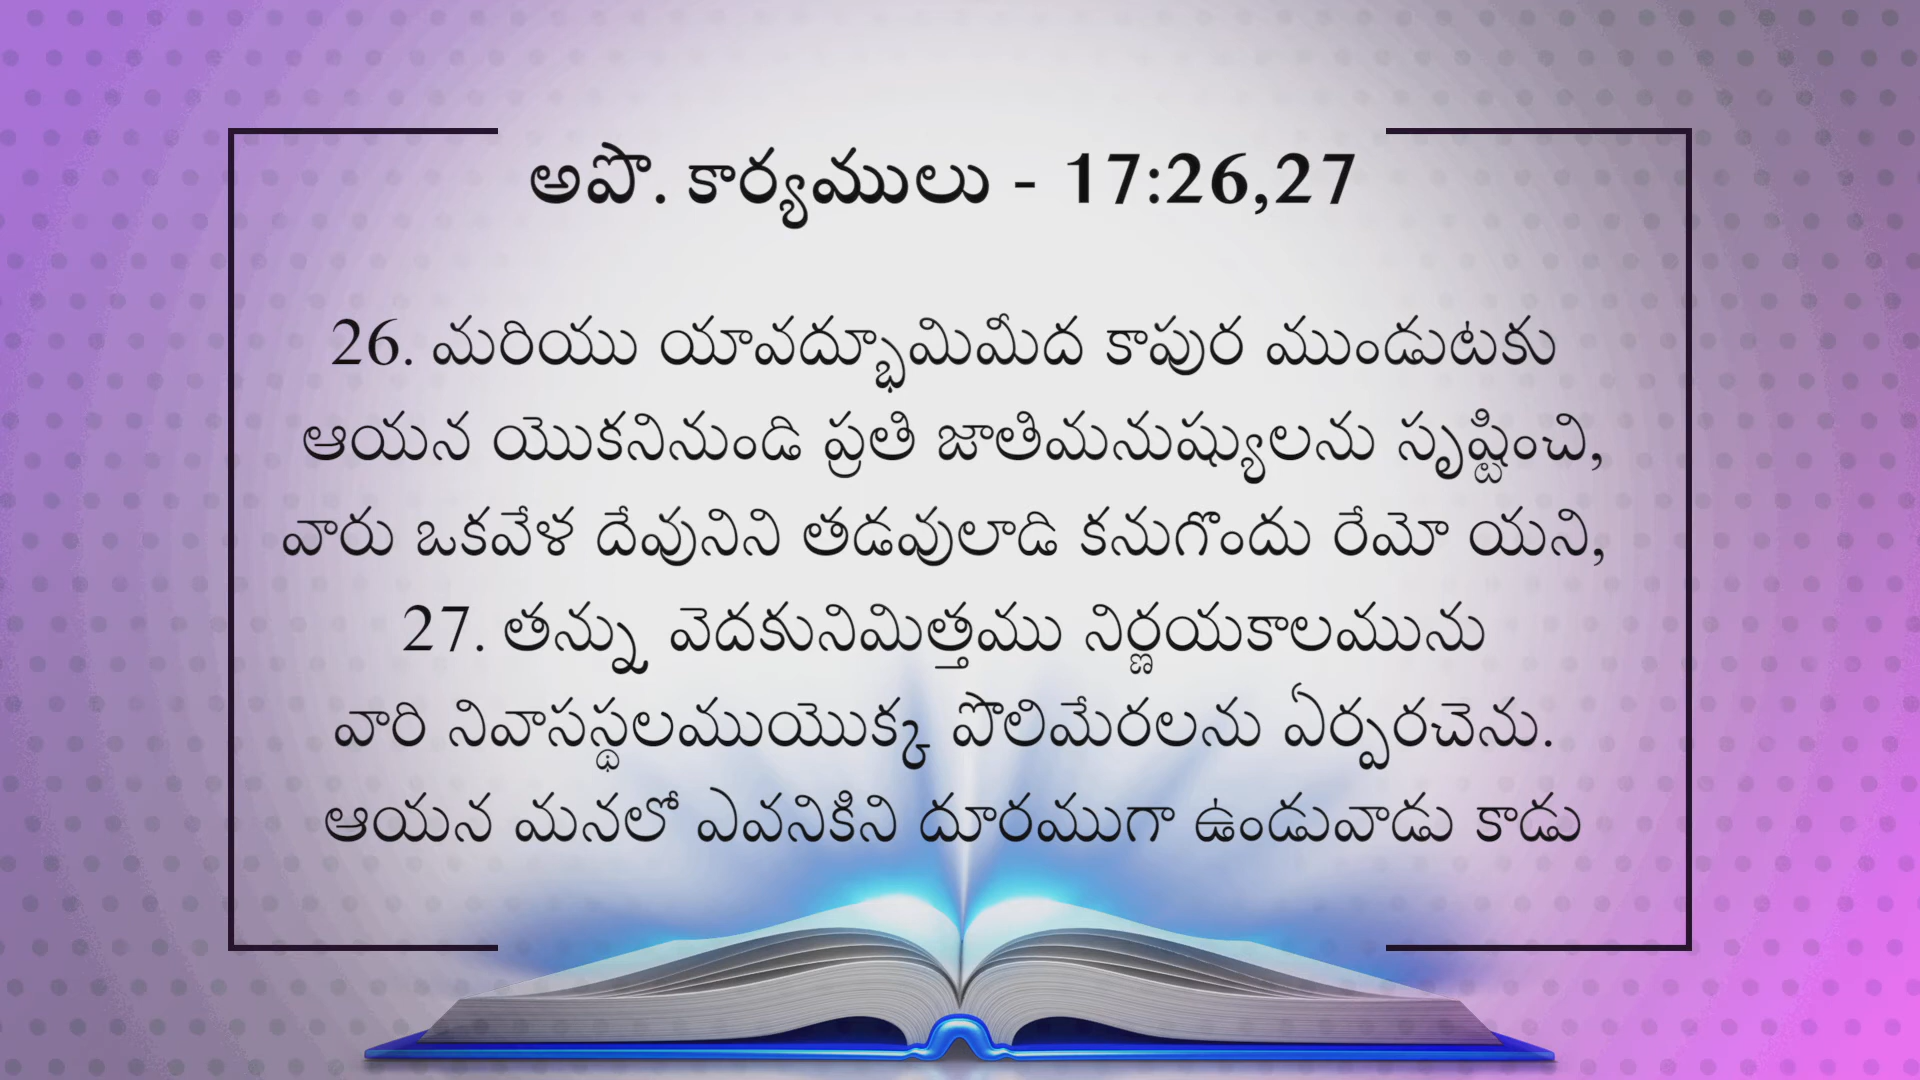 అపొ. కార్యములు - 17:26,27
26. మరియు యావద్భూమిమీద కాపుర ముండుటకు
ఆయన యొకనినుండి ప్రతి జాతిమనుష్యులను సృష్టించి,
వారు ఒకవేళ దేవునిని తడవులాడి కనుగొందు రేమో యని,
27. తన్ను వెదకునిమిత్తము నిర్ణయకాలమును
వారి నివాసస్థలముయొక్క పొలిమేరలను ఏర్పరచెను.
ఆయన మనలో ఎవనికిని దూరముగా ఉండువాడు కాడు